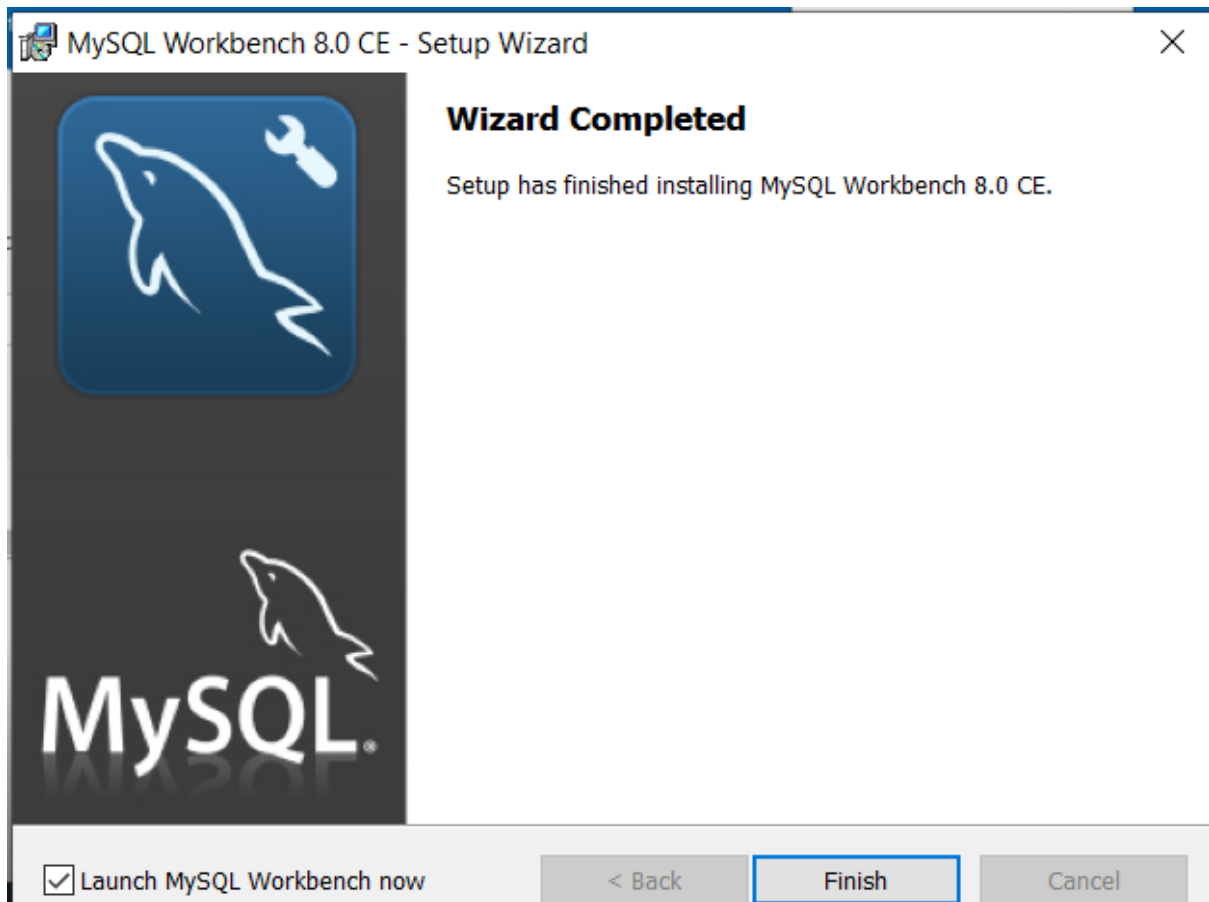 MySQL Workbench 8.0 CE - Setup Wizard
Wizard Completed
Setup has finished installing MySQL Workbench 8.0 CE.
MySQL®
Launch MySQL Workbench now
< Back
Finish
Cancel